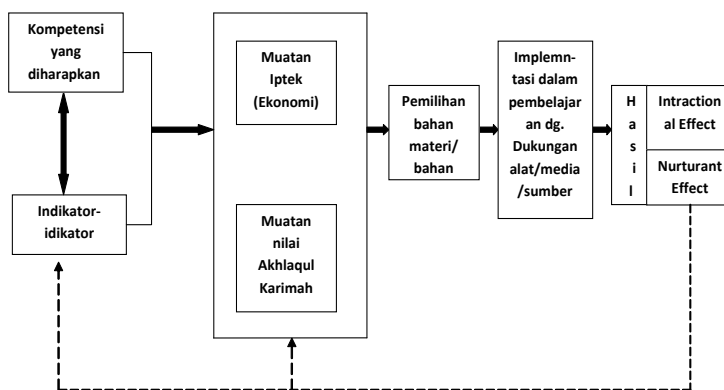 Kompetensi
yang
diharapkan
Indikator-
idikator
Muatan
Iptek
(Ekonomi)
Muatan
nilai
Akhlaqul
Karimah
Pemilihan
bahan
materi/
bahan
Implemn-
tasi dalam
pembelajar
an dg.
Dukungan
alat/media
/sumber
H
a
s
i
l
Intraction
al Effect
Nurturant
Effect